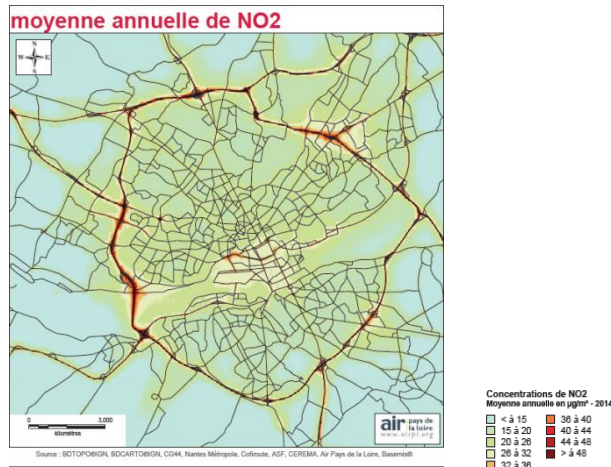 moyenne annuelle de NO2
N
W E
S
0 3,000
kilomètres
air pays de
la loire
www.airpl.org
Source : BDTOPO®IGN, BDCARTO®IGN, CG44, Nantes Métropole, Cofiroute, ASF, CEREMA, Air Pays de la Loire, Basemis®
Concentrations de NO2
Moyenne annuelle en µg/m³ - 2014
< à 15 36 à 40
15 à 20 40 à 44
20 à 26 44 à 48
26 à 32 > à 48
32 à 36